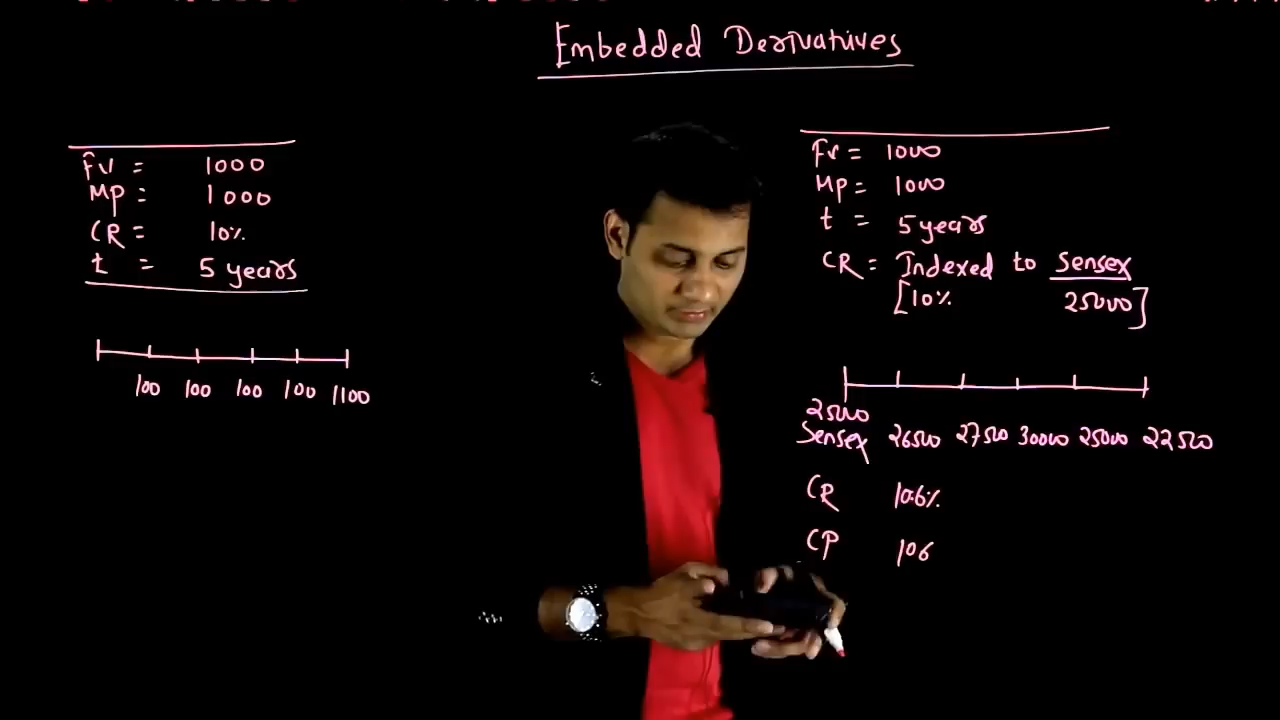 Embedded Derivatives
FV = 1000
MP = 1000
CR = 10%
t = 5 years
100 100 100 100 1100
FV = 1000
MP = 1000
t = 5 years
CR = Indexed to Sensex
[10% 25000]
25000
Sensex 26500 27500 30000 25000 22500
CR 10.6%
CP 106